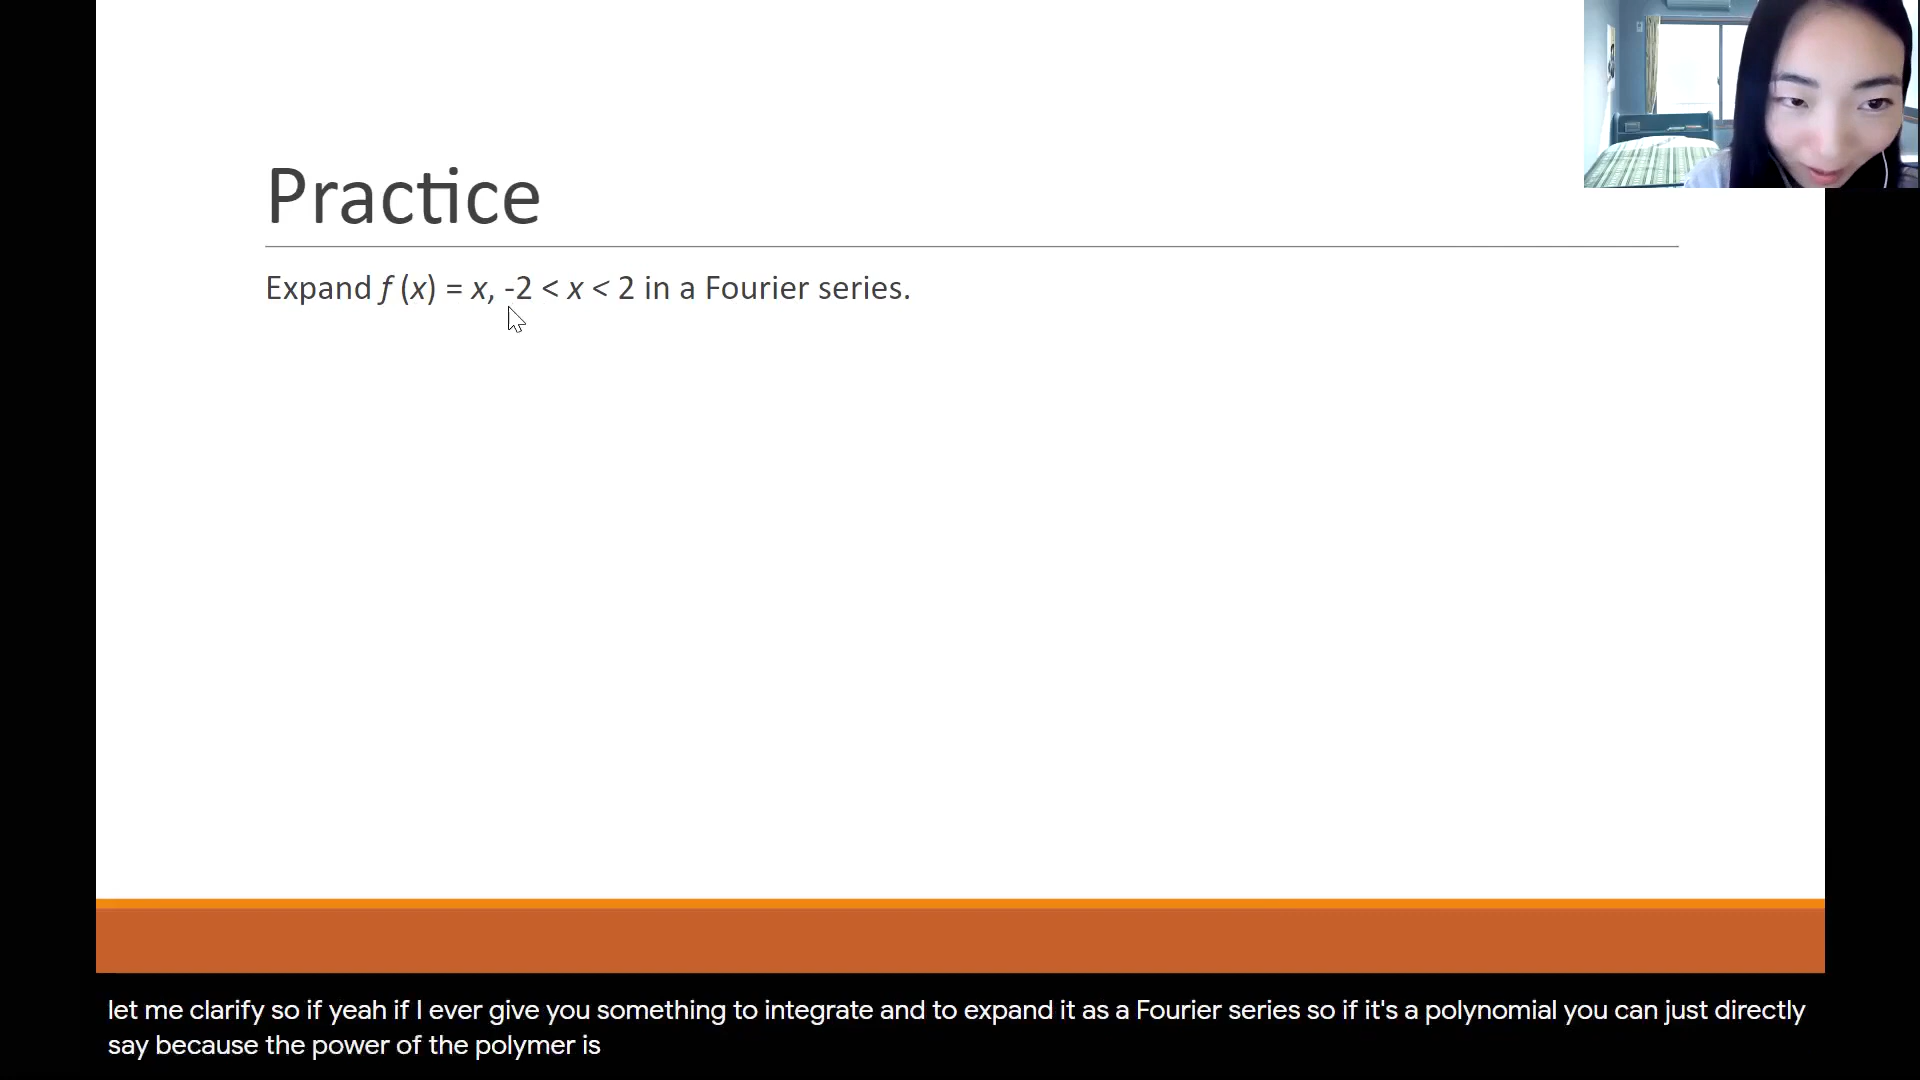 Practice
Expand f (x) = x, -2 < x < 2 in a Fourier series.
let me clarify so if yeah if I ever give you something to integrate and to expand it as a Fourier series so if it's a polynomial you can just directly
say because the power of the polymer is